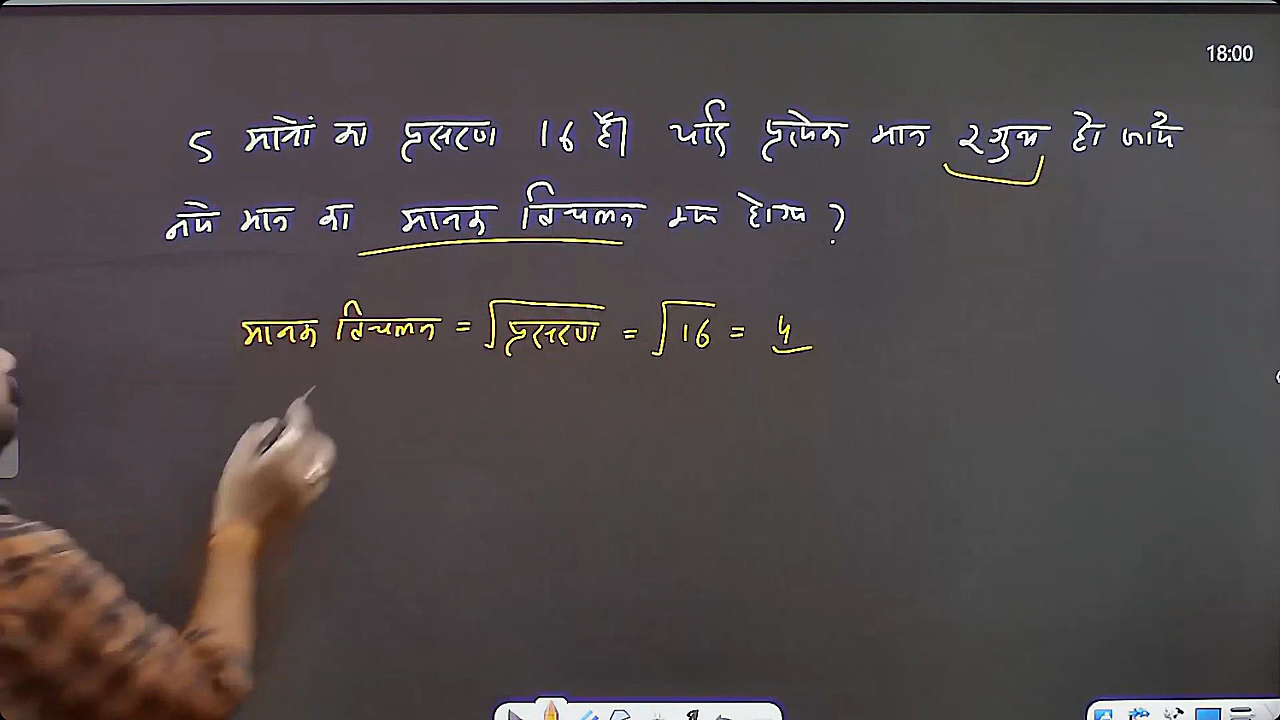 18:00
5 मानों का प्रसरण 16 है। यदि प्रत्येक मान 2 गुना हो जाये
नये मान का मानक विचलन क्या होगा ?
मानक विचलन = √प्रसरण = √16 = 4